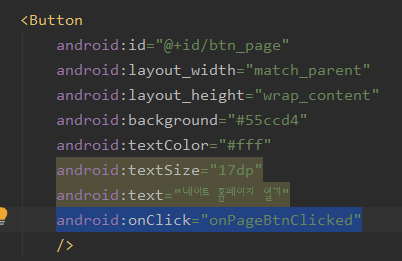 <Button
android:id="@+id/btn_page"
android:layout_width="match_parent"
android:layout_height="wrap_content"
android:background="#55ccd4"
android:textColor="#fff"
android:textSize="17dp"
android:text="네이트 홈페이지 열기"
android:onClick="onPageBtnClicked"
/>